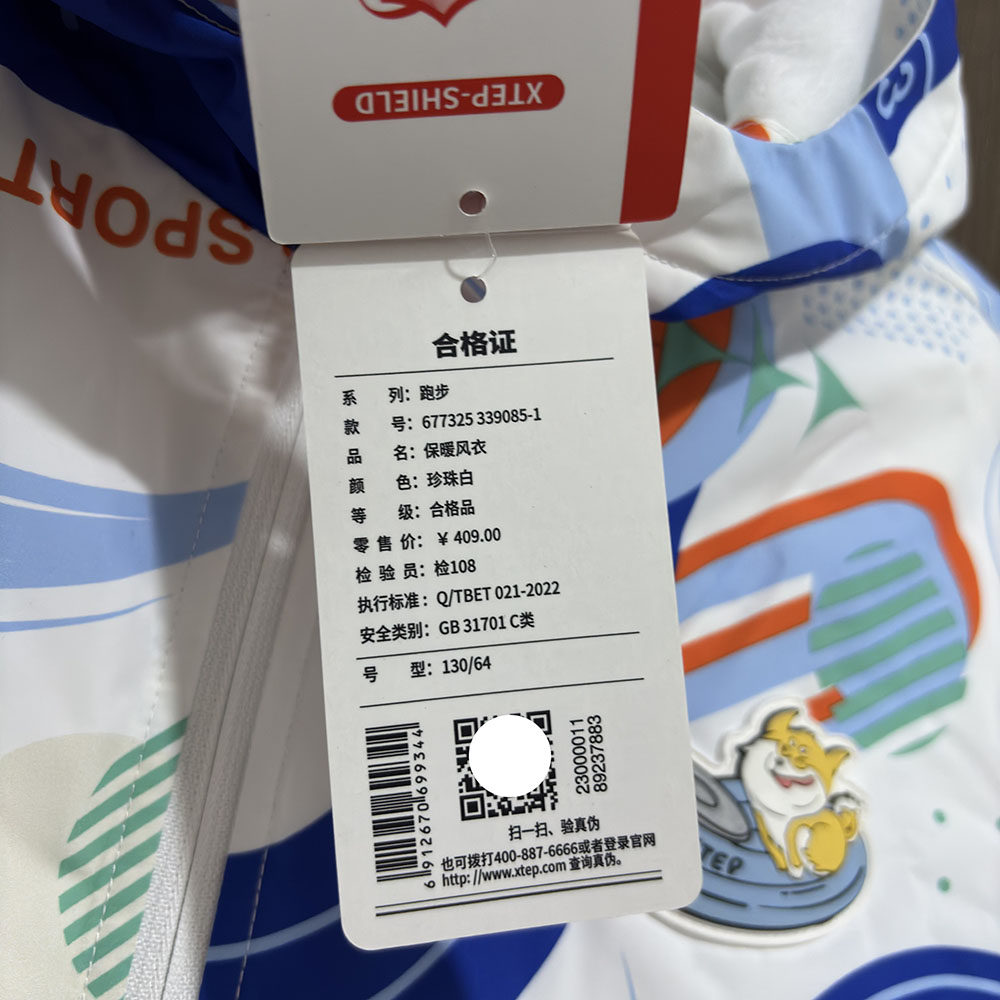 XTEP-SHIELD
SPORT
3
合格证
系 列：跑步
款 号：677325 339085-1
品 名：保暖风衣
颜 色：珍珠白
等 级：合格品
零 售 价：￥409.00
检 验 员：检108
执行标准：Q/TBET 021-2022
安全类别：GB 31701 C类
号 型：130/64
6912670699344
23000011
89237883
扫一扫、验真伪
也可拨打400-887-6666或者登录官网
http: //www.xtep.com 查询真伪。
XTEP